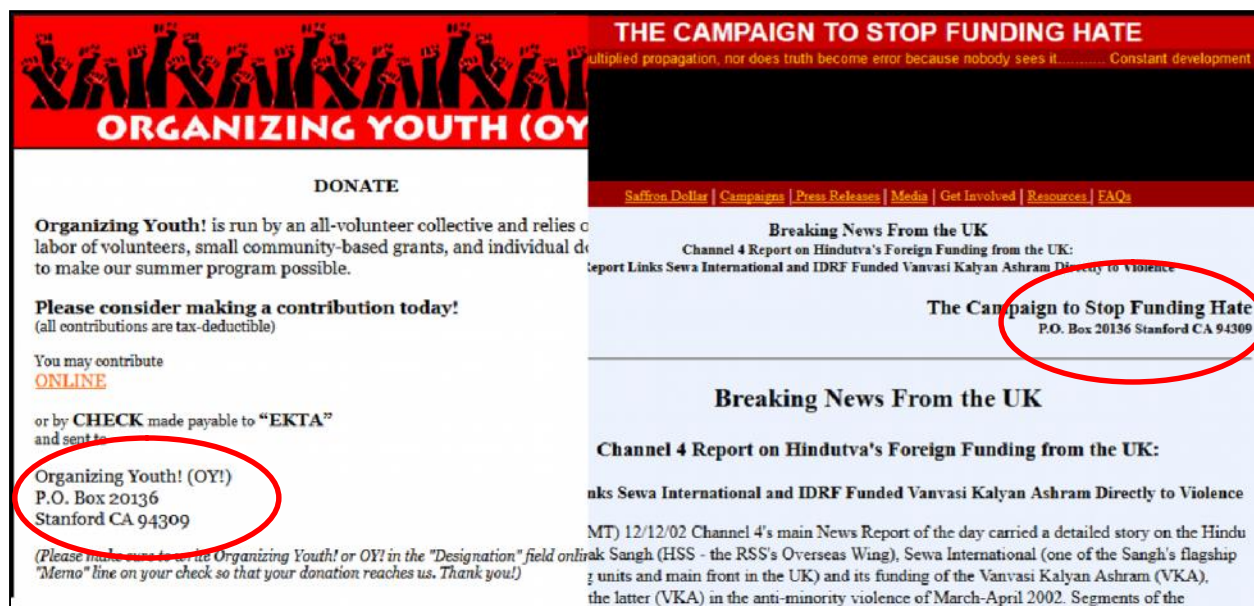 ORGANIZING YOUTH (OY
DONATE
Organizing Youth! is run by an all-volunteer collective and relies o
labor of volunteers, small community-based grants, and individual d
to make our summer program possible.
Please consider making a contribution today!
(all contributions are tax-deductible)
You may contribute
ONLINE
or by CHECK made payable to “EKTA”
and sent to
Organizing Youth! (OY!)
P.O. Box 20136
Stanford CA 94309
(Please make sure to write Organizing Youth! or OY! in the "Designation" field onlin
"Memo" line on your check so that your donation reaches us. Thank you!)
THE CAMPAIGN TO STOP FUNDING HATE
ultiplied propagation, nor does truth become error because nobody sees it........... Constant development
Saffron Dollar | Campaigns | Press Releases | Media | Get Involved | Resources | FAQs
Breaking News From the UK
Channel 4 Report on Hindutva's Foreign Funding from the UK:
Report Links Sewa International and IDRF Funded Vanvasi Kalyan Ashram Directly to Violence
The Campaign to Stop Funding Hate
P.O. Box 20136 Stanford CA 94309
Breaking News From the UK
Channel 4 Report on Hindutva's Foreign Funding from the UK:
nks Sewa International and IDRF Funded Vanvasi Kalyan Ashram Directly to Violence
MT) 12/12/02 Channel 4's main News Report of the day carried a detailed story on the Hindu
ak Sangh (HSS - the RSS's Overseas Wing), Sewa International (one of the Sangh's flagship
g units and main front in the UK) and its funding of the Vanvasi Kalyan Ashram (VKA),
the latter (VKA) in the anti-minority violence of March-April 2002. Segments of the